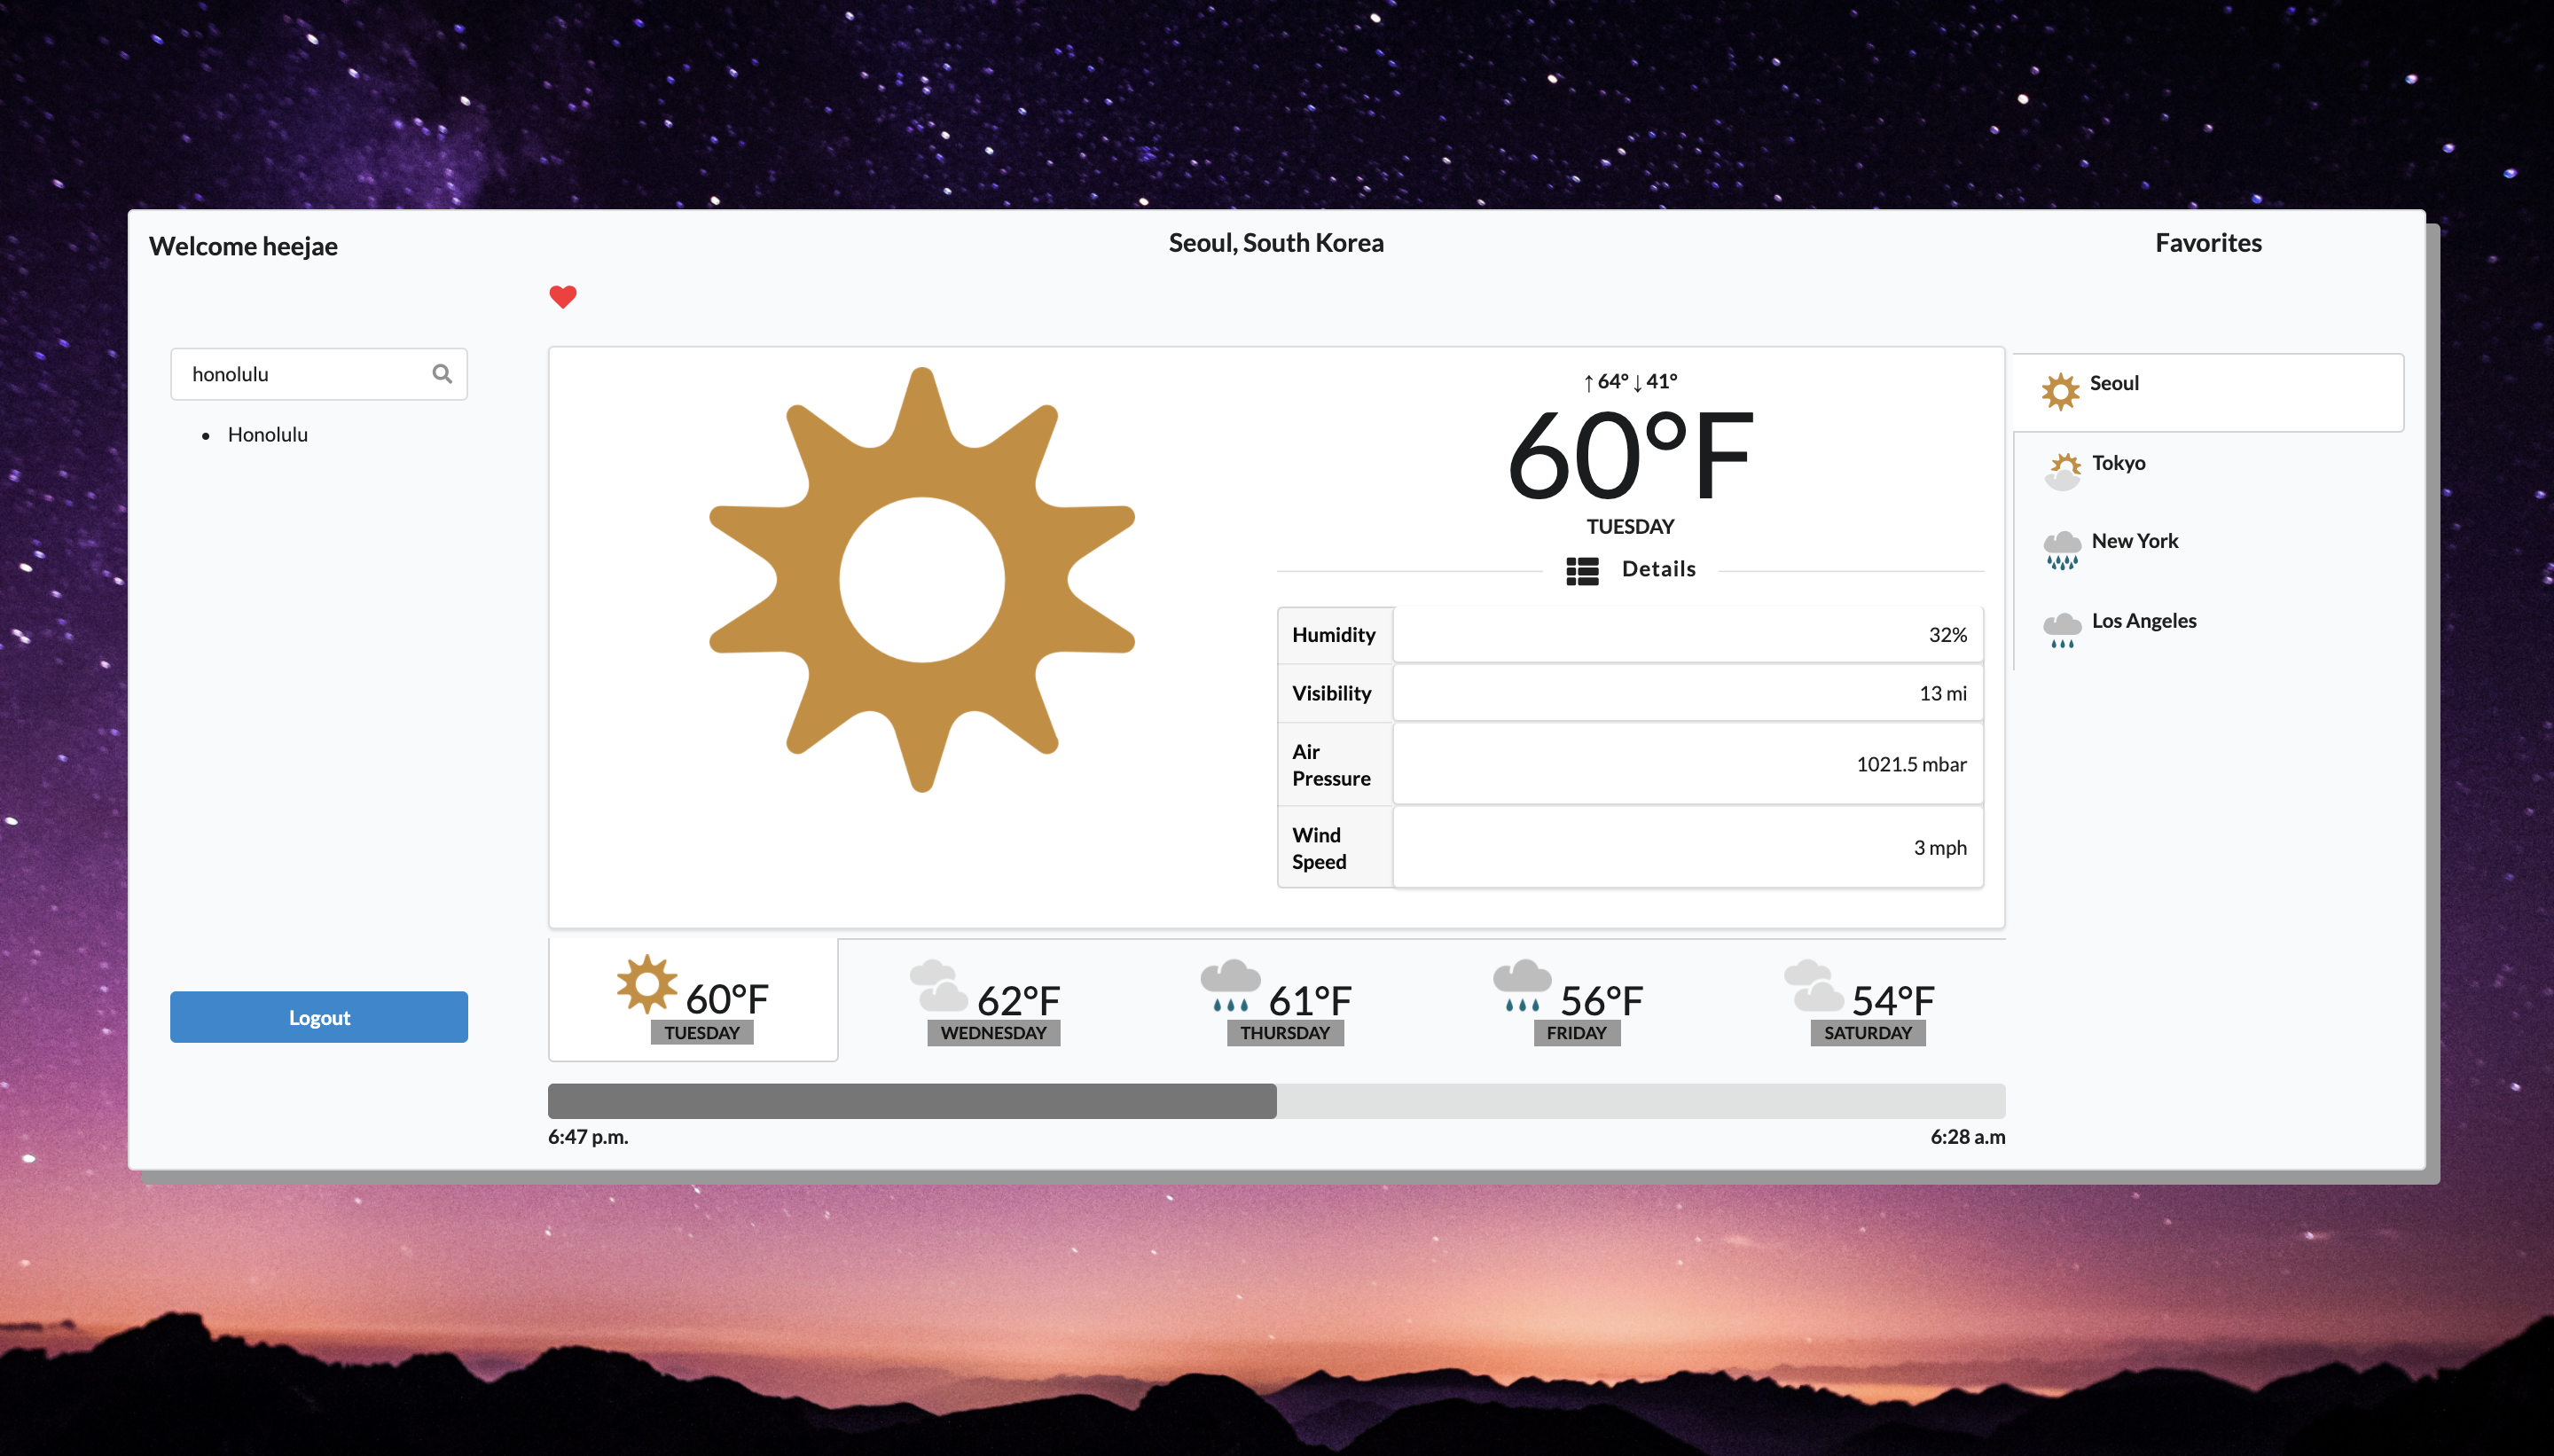 Welcome heejae
Seoul, South Korea
Favorites
honolulu
• Honolulu
Logout
↑ 64° ↓ 41°
60°F
TUESDAY
Details
Humidity 32%
Visibility 13 mi
Air
Pressure
1021.5 mbar
Wind
Speed
3 mph
60°F
TUESDAY
62°F
WEDNESDAY
61°F
THURSDAY
56°F
FRIDAY
54°F
SATURDAY
6:47 p.m.
6:28 a.m
Seoul
Tokyo
New York
Los Angeles